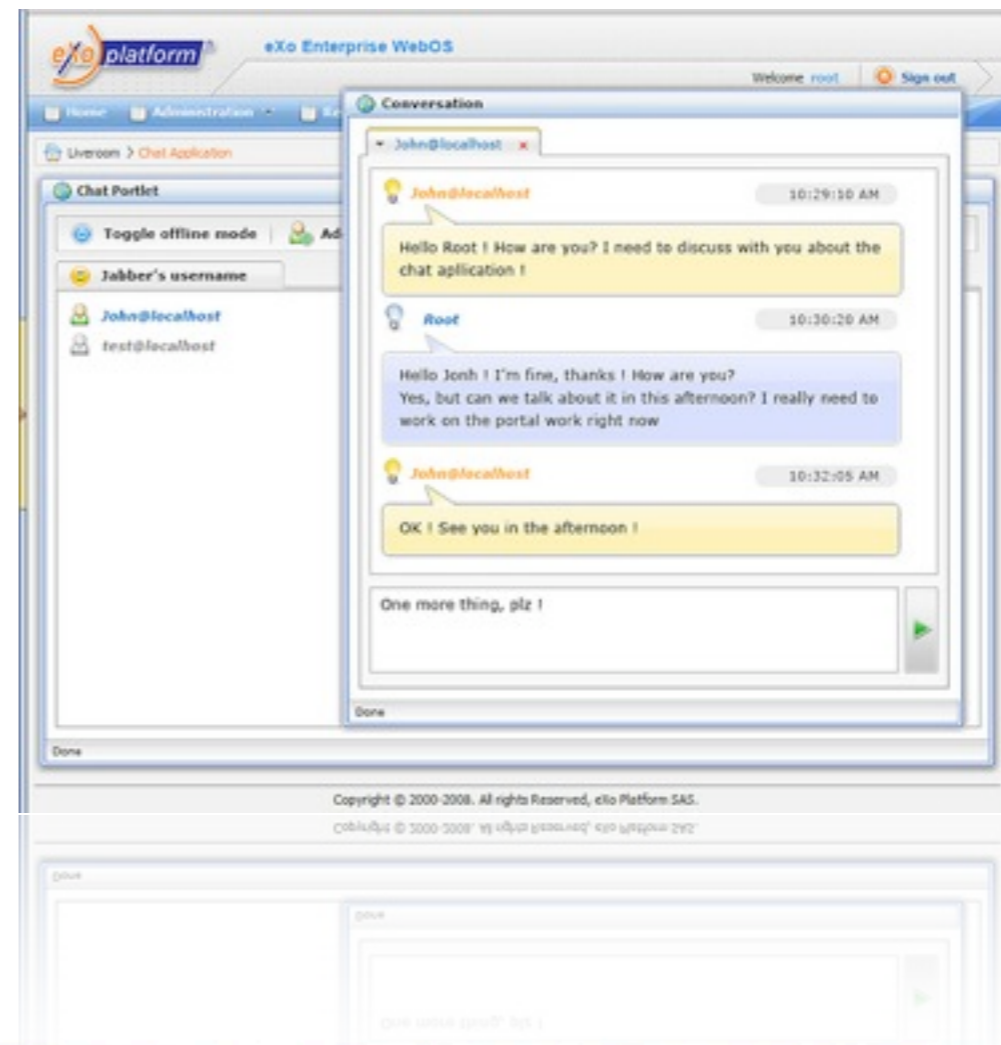 eXo platform
eXo Enterprise WebOS
Welcome root
Sign out
Home
Administration
Liveroom > Chat Application
Chat Portlet
Toggle offline mode
Jabber's username
John@localhost
test@localhost
Conversation
John@localhost
John@localhost
10:29:10 AM
Hello Root ! How are you? I need to discuss with you about the
chat apllication !
Root
10:30:20 AM
Hello Jonh ! I'm fine, thanks ! How are you?
Yes, but can we talk about it in this afternoon? I really need to
work on the portal work right now
John@localhost
10:32:05 AM
OK ! See you in the afternoon !
One more thing, plz !
Done
Done
Copyright © 2000-2008. All rights Reserved, eXo Platform SAS.